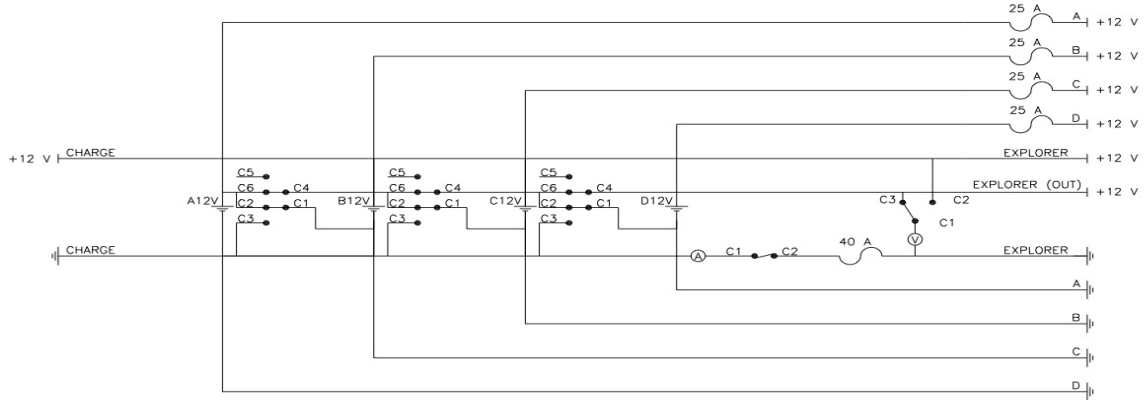 25 A A +12 V
25 A B +12 V
25 A C +12 V
25 A D +12 V
+12 V CHARGE EXPLORER +12 V
C5 C5 C5
C6 C4 C6 C4 C6 C4 EXPLORER (OUT) +12 V
A12V C2 C1 B12V C2 C1 C12V C2 C1 D12V C3 C2
C3 C3 C3 C1
V
CHARGE A C1 C2 40 A EXPLORER
A
B
C
D